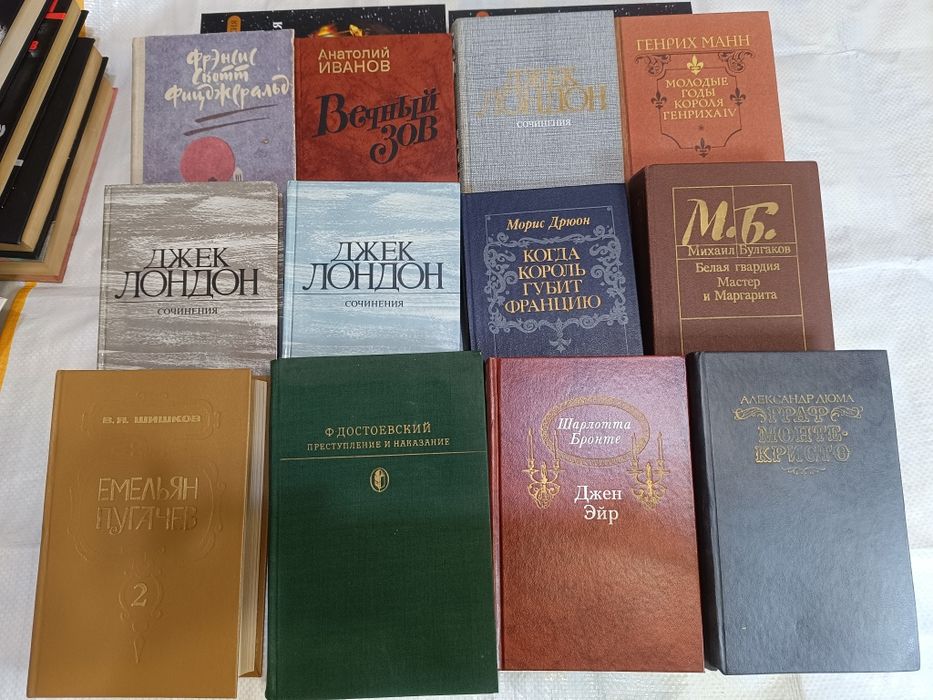 Фрэнсис
Скотт
Фицджеральд
Анатолий
ИВАНОВ
Вечный
ЗОВ
ДЖЕК
ЛОНДОН
СОЧИНЕНИЯ
ГЕНРИХ МАНН
МОЛОДЫЕ
ГОДЫ
КОРОЛЯ
ГЕНРИХА IV
ДЖЕК
ЛОНДОН
СОЧИНЕНИЯ
ДЖЕК
ЛОНДОН
СОЧИНЕНИЯ
Морис Дрюон
КОГДА
КОРОЛЬ
ГУБИТ
ФРАНЦИЮ
М.Б.
Михаил Булгаков
Белая гвардия
Мастер
и Маргарита
В.Я. ШИШКОВ
ЕМЕЛЬЯН
ПУГАЧЕВ
2
Ф. ДОСТОЕВСКИЙ
ПРЕСТУПЛЕНИЕ И НАКАЗАНИЕ
Шарлотта
Бронте
Джен
Эйр
АЛЕКСАНДР ДЮМА
ГРАФ
МОНТЕ-
КРИСТО